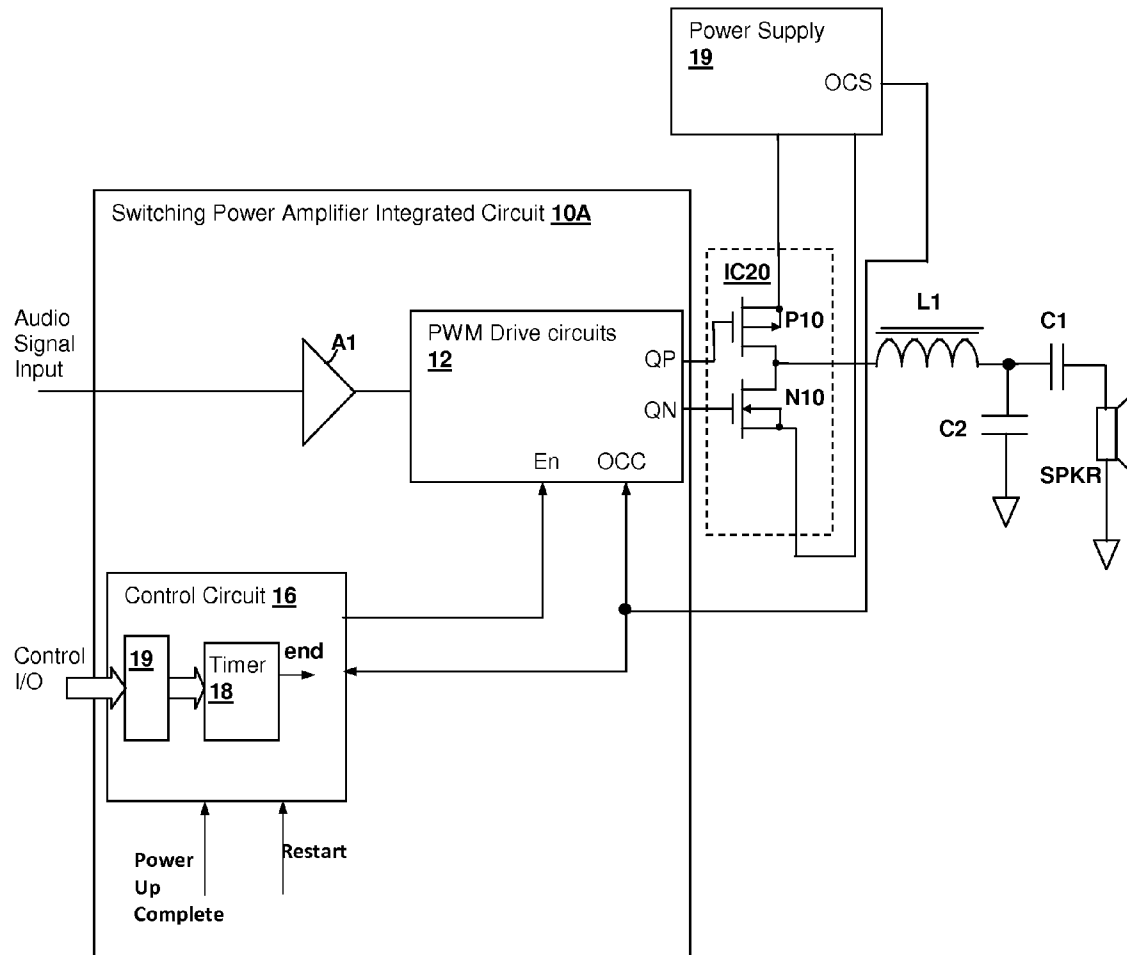 Power Supply
19
OCS
Switching Power Amplifier Integrated Circuit 10A
IC20
L1
C1
Audio
Signal
Input
A1
PWM Drive circuits
12
QP
QN
P10
N10
C2
SPKR
En
OCC
Control Circuit 16
Control
I/O
19
Timer
18
end
Power
Up
Complete
Restart